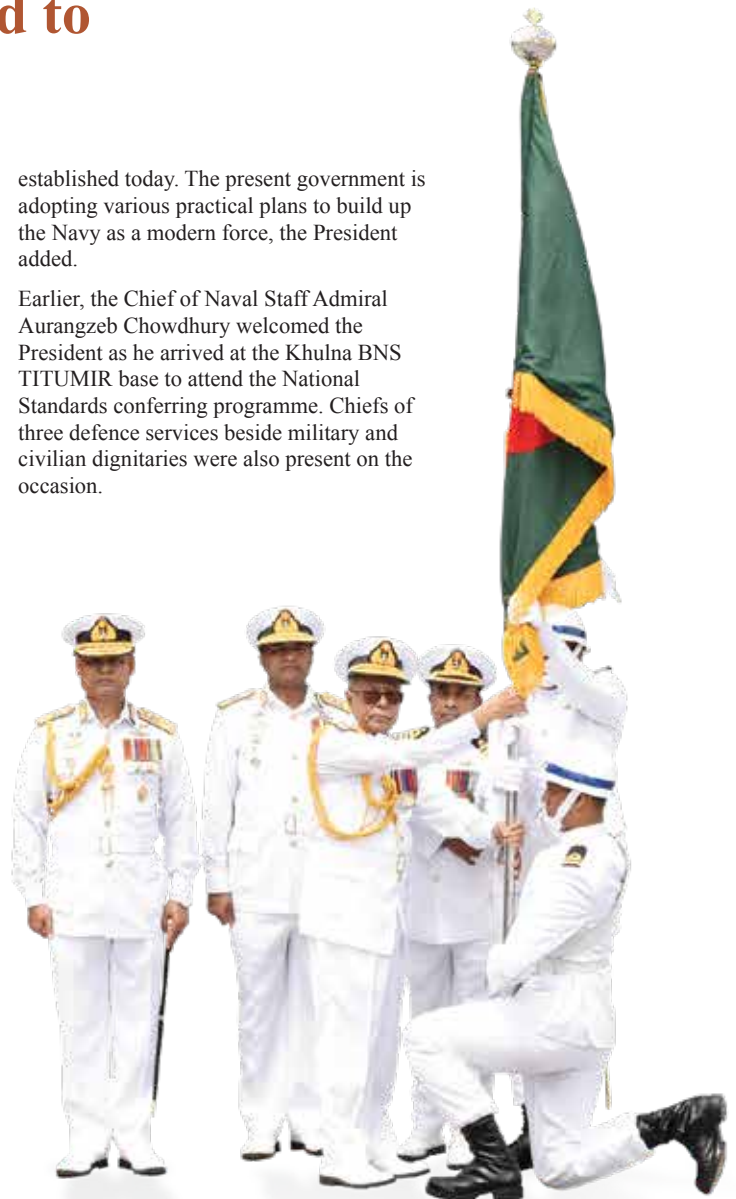 d to
established today. The present government is
adopting various practical plans to build up
the Navy as a modern force, the President
added.
Earlier, the Chief of Naval Staff Admiral
Aurangzeb Chowdhury welcomed the
President as he arrived at the Khulna BNS
TITUMIR base to attend the National
Standards conferring programme. Chiefs of
three defence services beside military and
civilian dignitaries were also present on the
occasion.